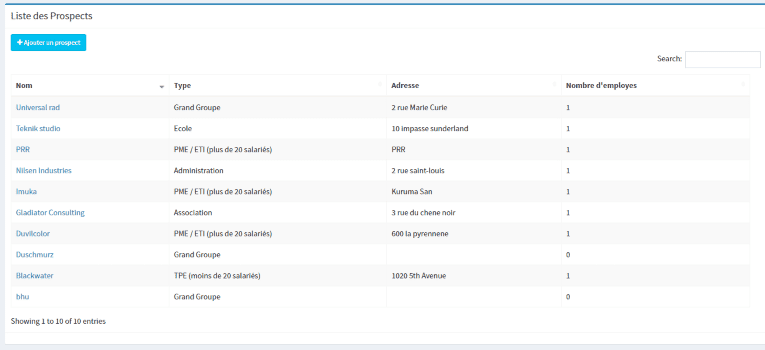 Liste des Prospects
+ Ajouter un prospect
Search:
Nom Type Adresse Nombre d'employes
Universal rad Grand Groupe 2 rue Marie Curie 1
Teknik studio Ecole 10 impasse sunderland 1
PRR PME / ETI (plus de 20 salariés) PRR 1
Nilsen Industries Administration 2 rue saint-louis 1
Imuka PME / ETI (plus de 20 salariés) Kuruma San 1
Gladiator Consulting Association 3 rue du chene noir 1
Duvilcolor PME / ETI (plus de 20 salariés) 600 la pyrennene 1
Duschmurz Grand Groupe 0
Blackwater TPE (moins de 20 salariés) 1020 5th Avenue 1
bhu Grand Groupe 0
Showing 1 to 10 of 10 entries